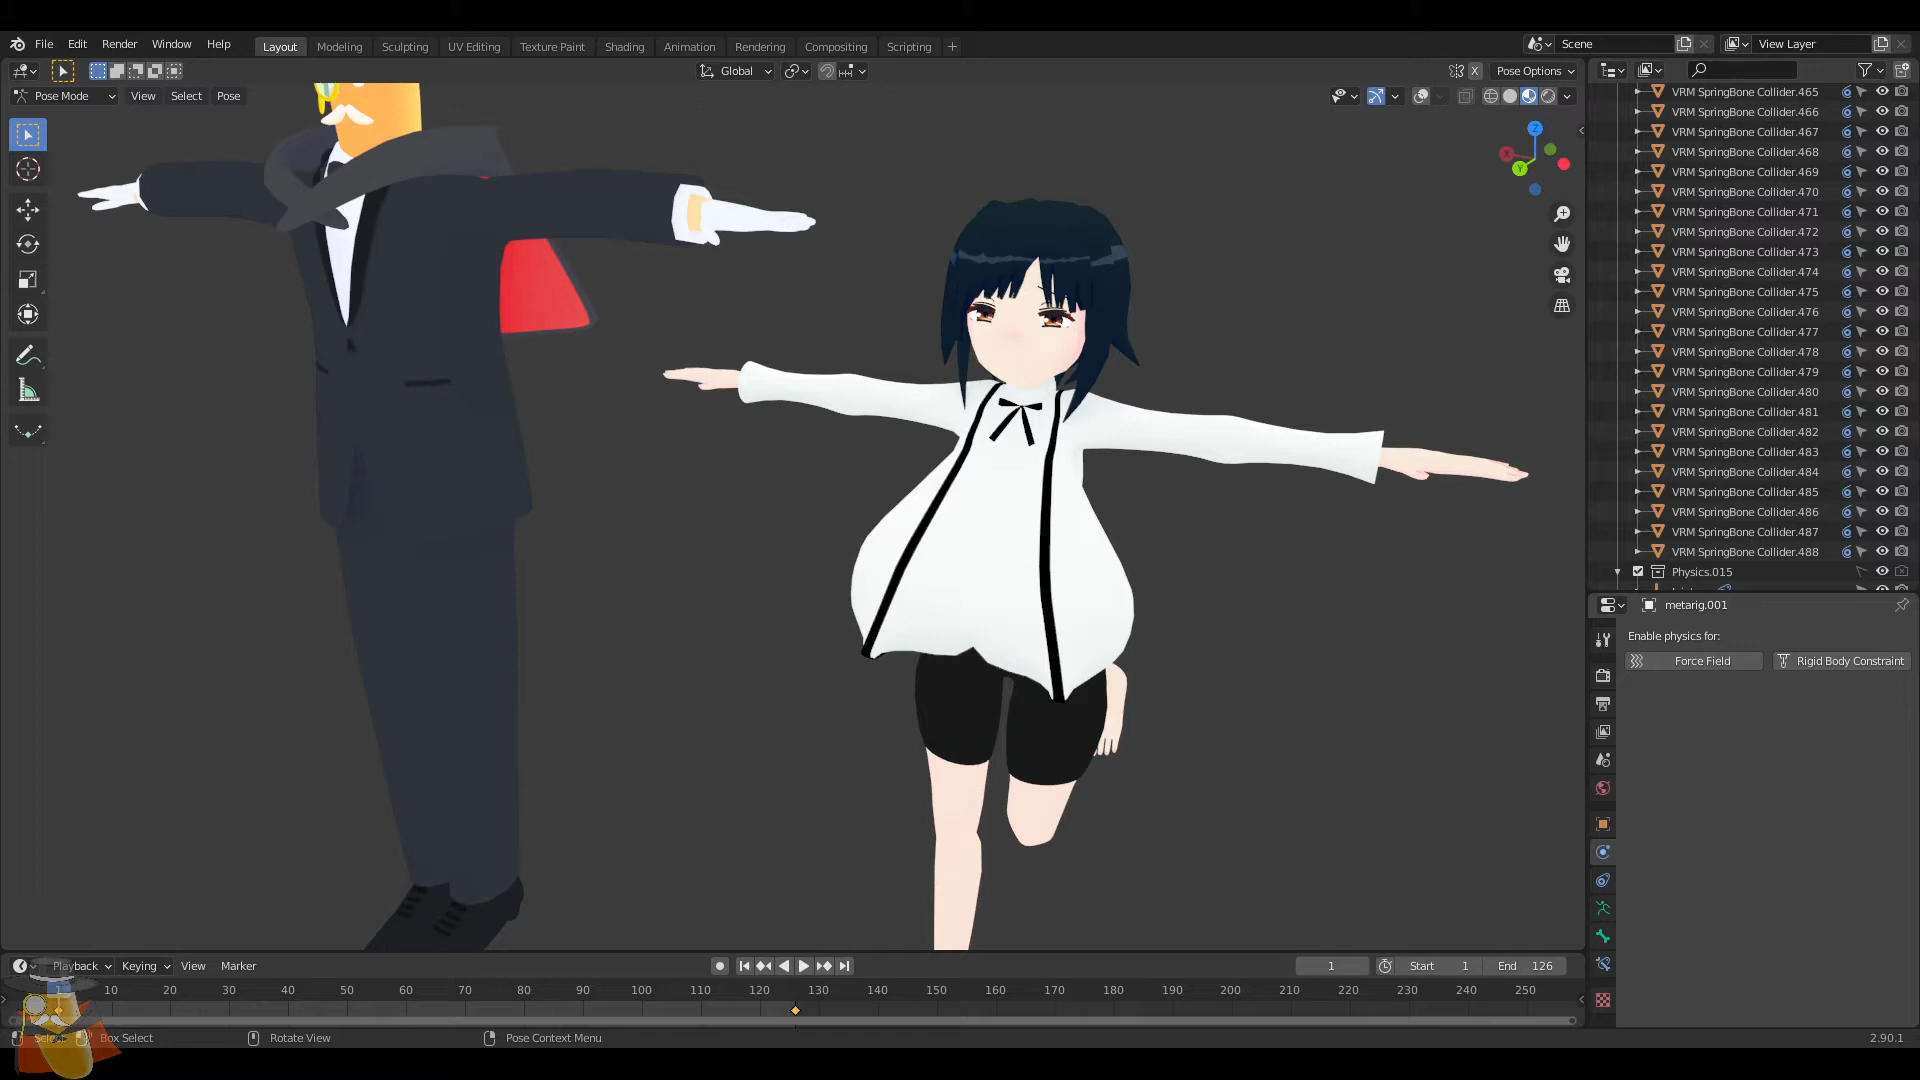 File Edit Render Window Help Layout Modeling Sculpting UV Editing Texture Paint Shading Animation Rendering Compositing Scripting + Scene View Layer
Global X Pose Options
Pose Mode View Select Pose
VRM SpringBone Collider.465
VRM SpringBone Collider.466
VRM SpringBone Collider.467
VRM SpringBone Collider.468
VRM SpringBone Collider.469
VRM SpringBone Collider.470
VRM SpringBone Collider.471
VRM SpringBone Collider.472
VRM SpringBone Collider.473
VRM SpringBone Collider.474
VRM SpringBone Collider.475
VRM SpringBone Collider.476
VRM SpringBone Collider.477
VRM SpringBone Collider.478
VRM SpringBone Collider.479
VRM SpringBone Collider.480
VRM SpringBone Collider.481
VRM SpringBone Collider.482
VRM SpringBone Collider.483
VRM SpringBone Collider.484
VRM SpringBone Collider.485
VRM SpringBone Collider.486
VRM SpringBone Collider.487
VRM SpringBone Collider.488
Physics.015
metarig.001
Enable physics for:
Force Field Rigid Body Constraint
Z
X
Y
Playback Keying View Marker 1 Start 1 End 126
1 10 20 30 40 50 60 70 80 90 100 110 120 130 140 150 160 170 180 190 200 210 220 230 240 250
Select Box Select Rotate View Pose Context Menu 2.90.1